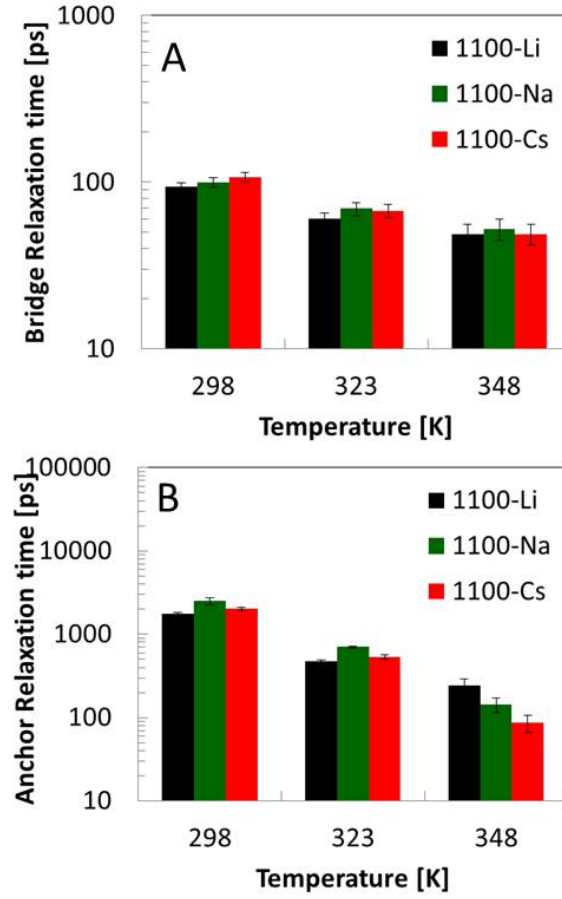 1000
A
1100-Li
1100-Na
1100-Cs
100
10
Bridge Relaxation time [ps]
298 323 348
Temperature [K]
100000
B
1100-Li
10000
1100-Na
1100-Cs
1000
100
10
Anchor Relaxation time [ps]
298 323 348
Temperature [K]